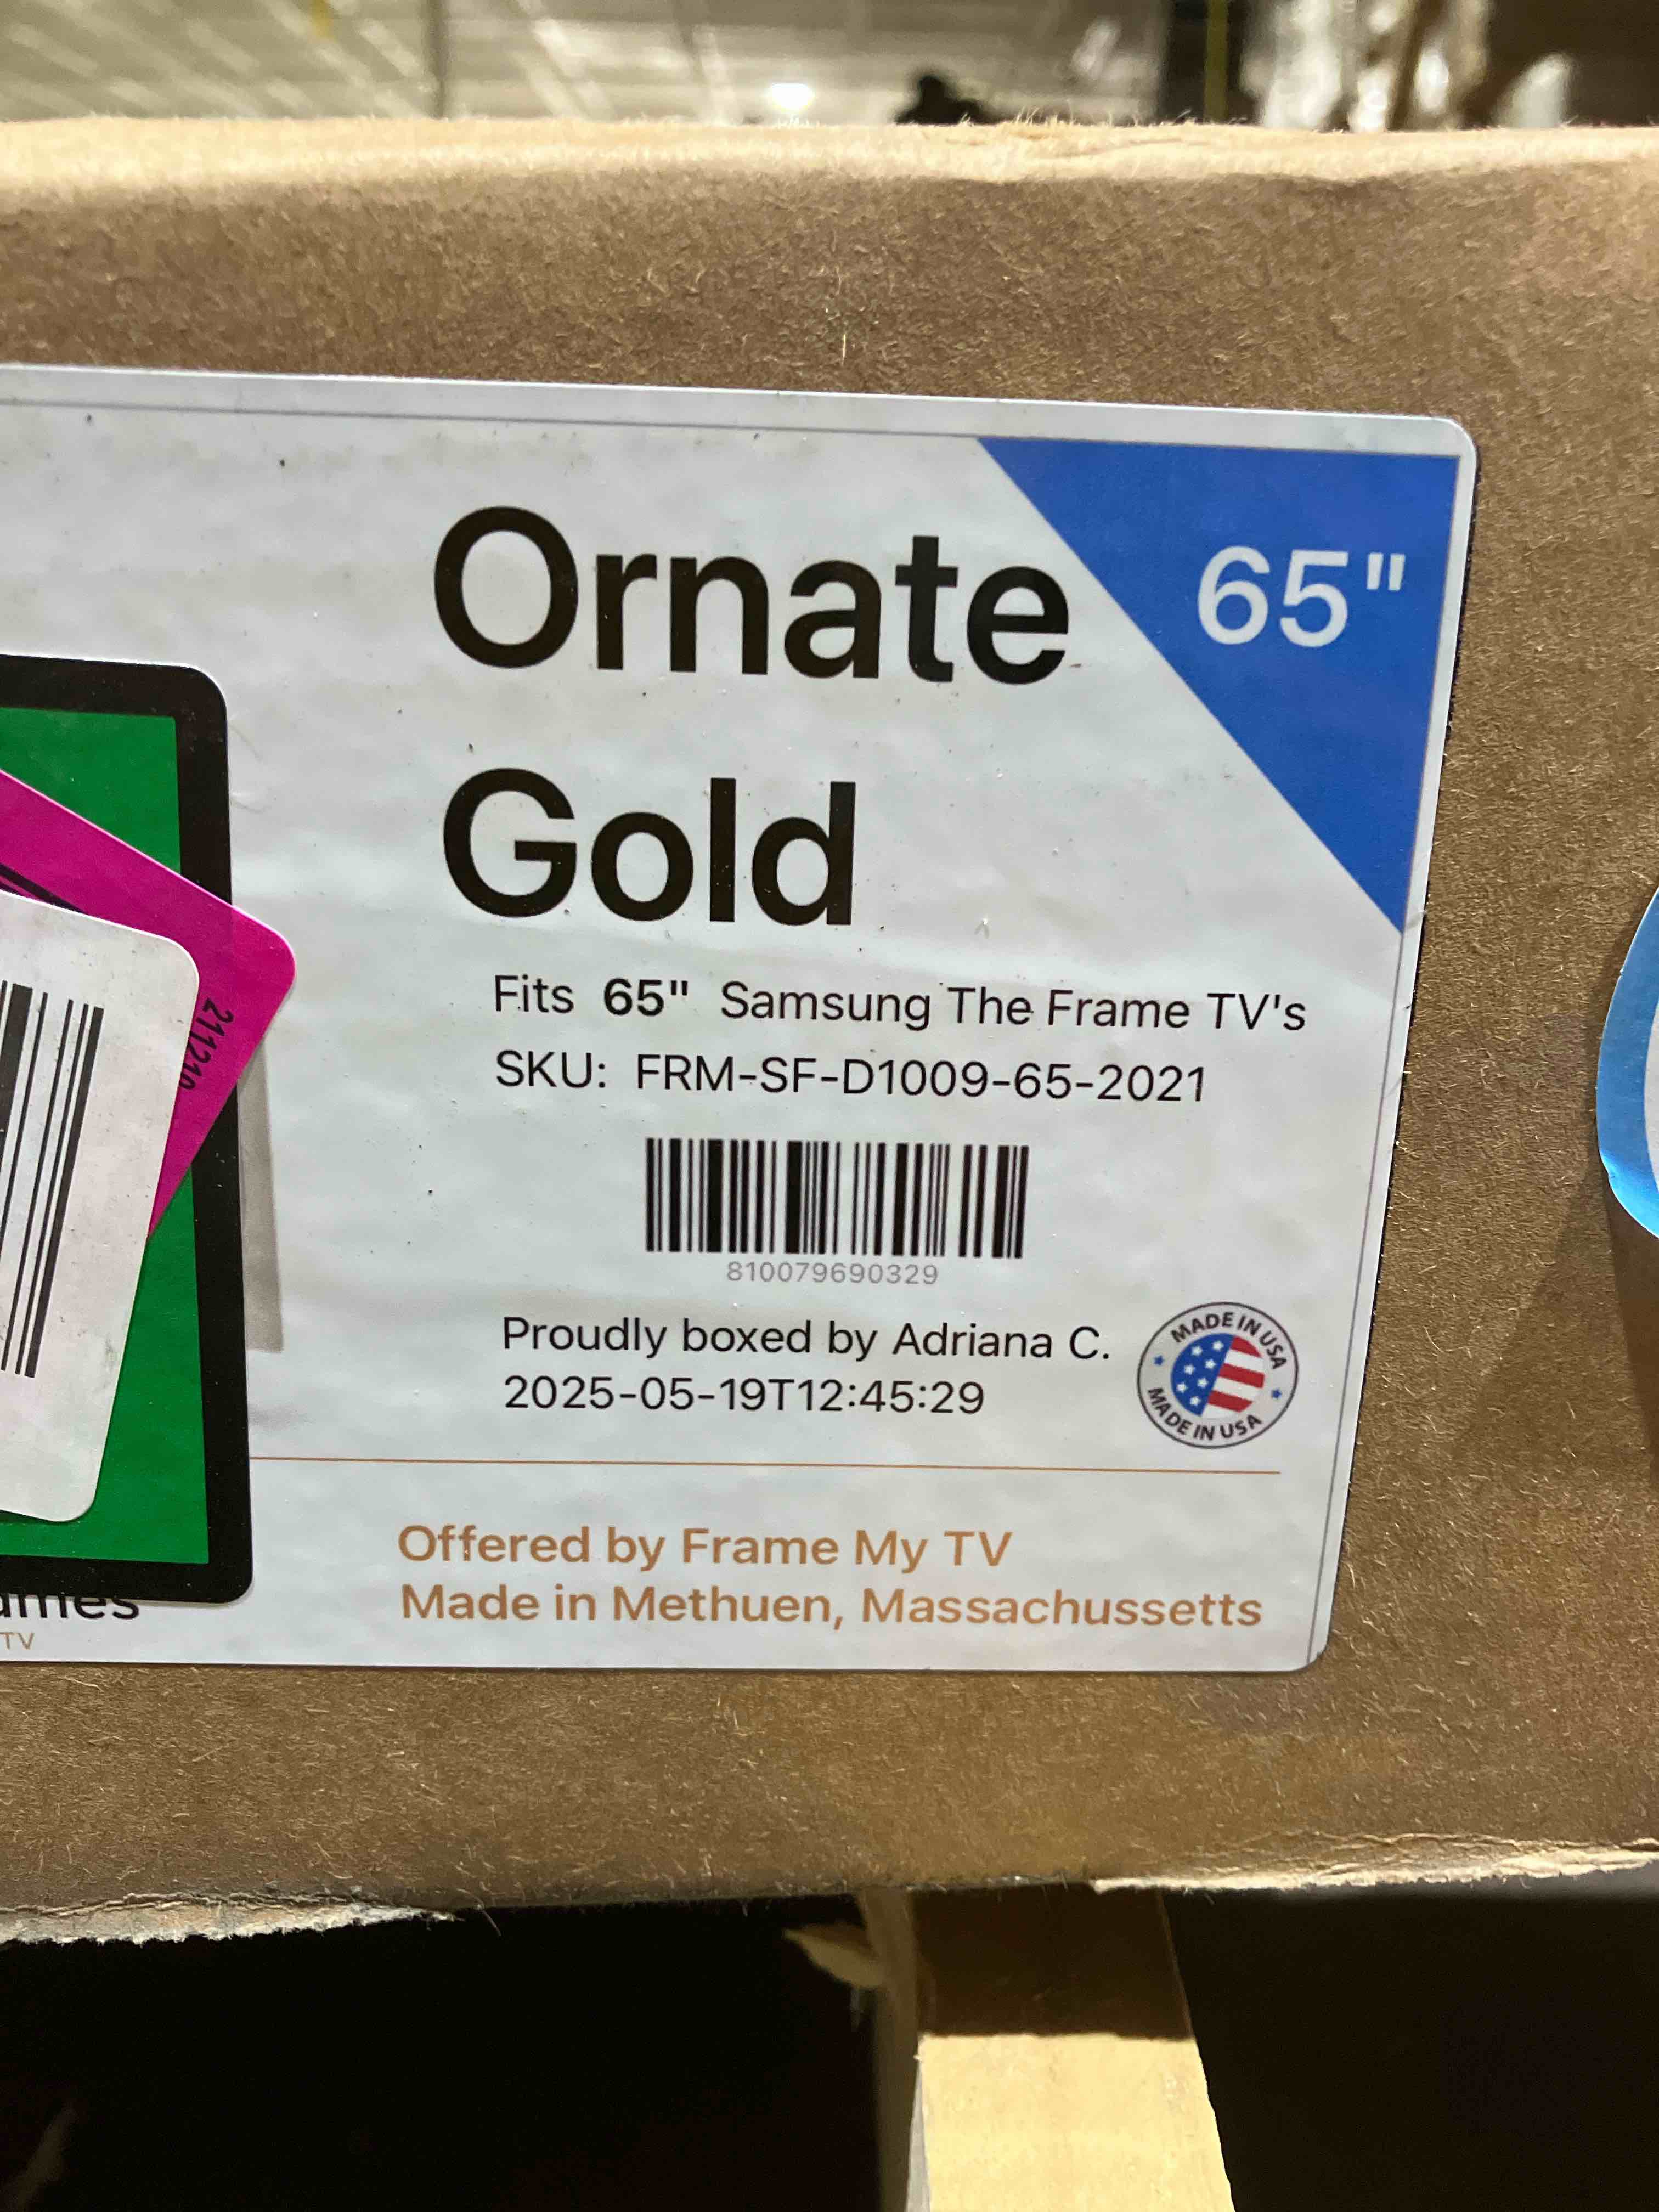 Ornate
65"
Gold
Fits 65" Samsung The Frame TV's
SKU: FRM-SF-D1009-65-2021
810079690329
Proudly boxed by Adriana C.
2025-05-19T12:45:29
MADE IN USA
MADE IN USA
Offered by Frame My TV
Made in Methuen, Massachussetts
211210
TV